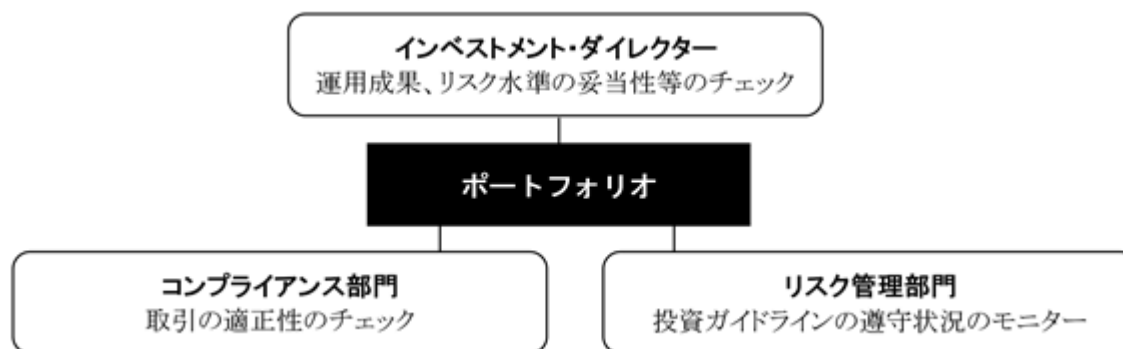 インベストメント・ダイレクター
運用成果、リスク水準の妥当性等のチェック
ポートフォリオ
コンプライアンス部門
取引の適正性のチェック
リスク管理部門
投資ガイドラインの遵守状況のモニター